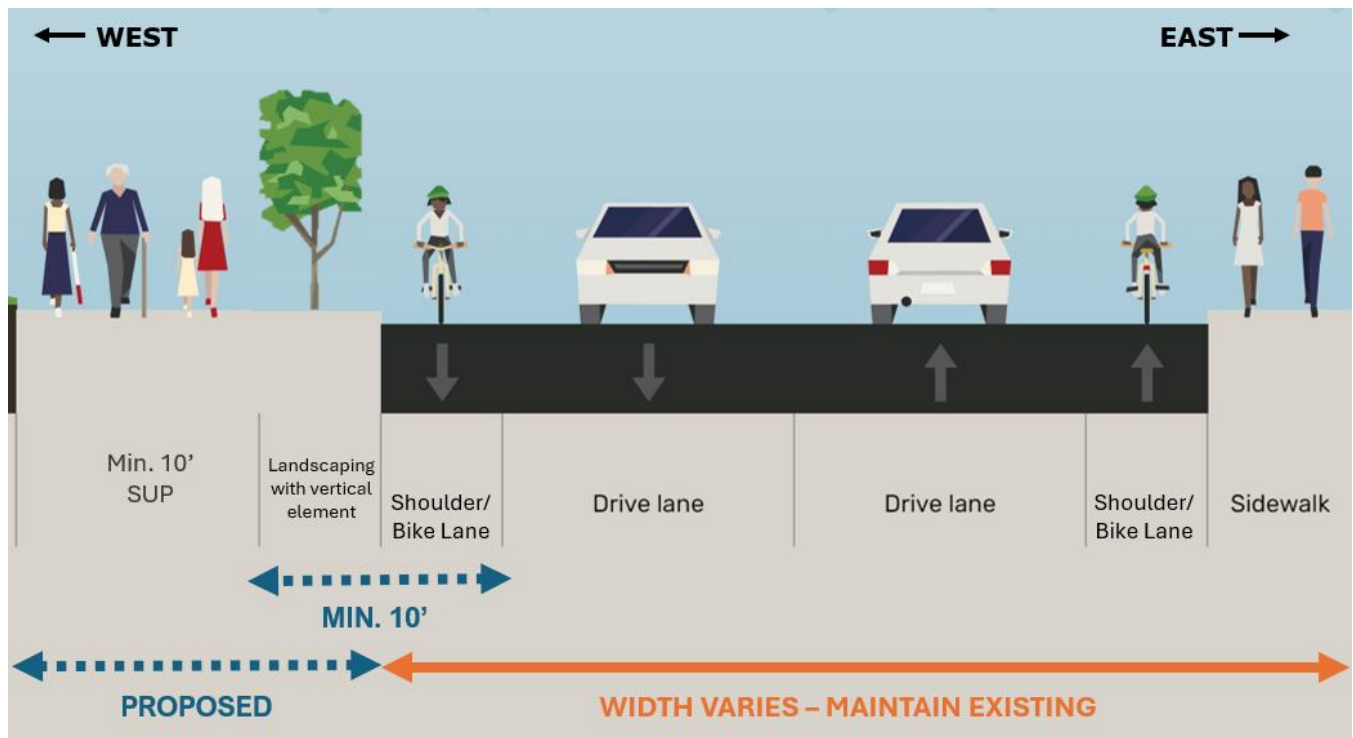 WEST
EAST
Min. 10’
SUP
Landscaping
with vertical
element
Shoulder/
Bike Lane
Drive lane
Drive lane
Shoulder/
Bike Lane
Sidewalk
MIN. 10’
PROPOSED
WIDTH VARIES – MAINTAIN EXISTING